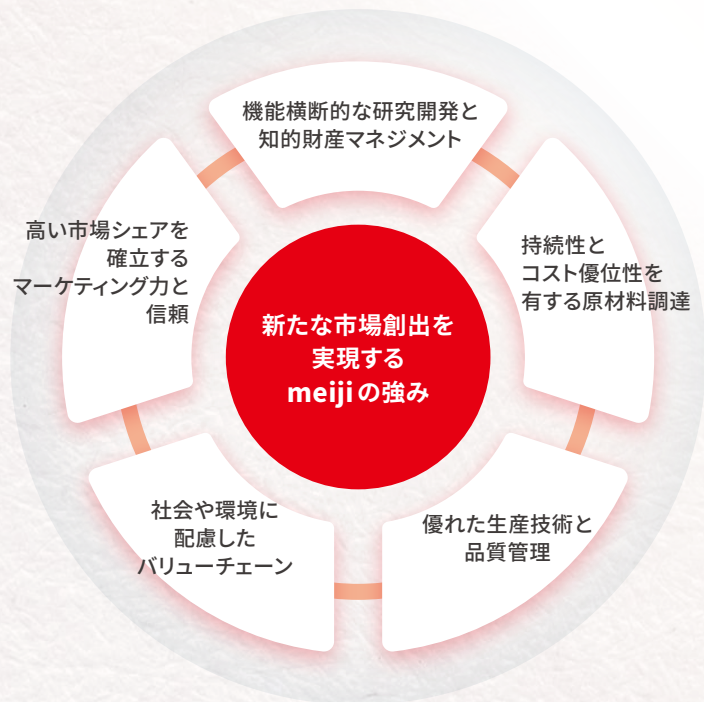 機能横断的な研究開発と
知的財産マネジメント
高い市場シェアを
確立する
マーケティング力と
信頼
持続性と
コスト優位性を
有する原材料調達
新たな市場創出を
実現する
meijiの強み
社会や環境に
配慮した
バリューチェーン
優れた生産技術と
品質管理